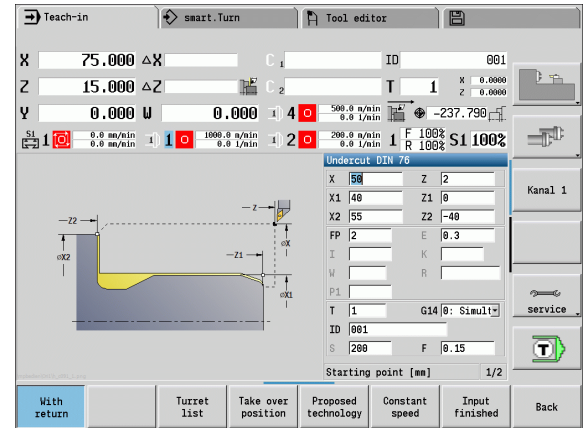 Teach-in
smart.Turn
Tool editor
X 75.000 △X C 1 ID 001
Z 15.000 △Z C 2 T 1 X 0.0000
Z 0.0000
Y 0.000 W 0.000 4 500.0 m/min
0.0 1/min -237.790
S1 1 0.0 mm/min
0.0 mm/min 1 1000.0 m/min
0.0 1/min 2 200.0 m/min
0.0 1/min 1 F 100%
R 100% S1 100%
Undercut DIN 76
X 50 Z 2
X1 40 Z1 0
X2 55 Z2 -40
FP 2 E 0.3
I K
W R
P1
T 1 G14 0: Simult
ID 001
S 200 F 0.15
Starting point [mm] 1/2
Z
Z2
øX
øX2
Z1
øX1
Kanal 1
service
T
With return
Turret list
Take over position
Proposed technology
Constant speed
Input finished
Back